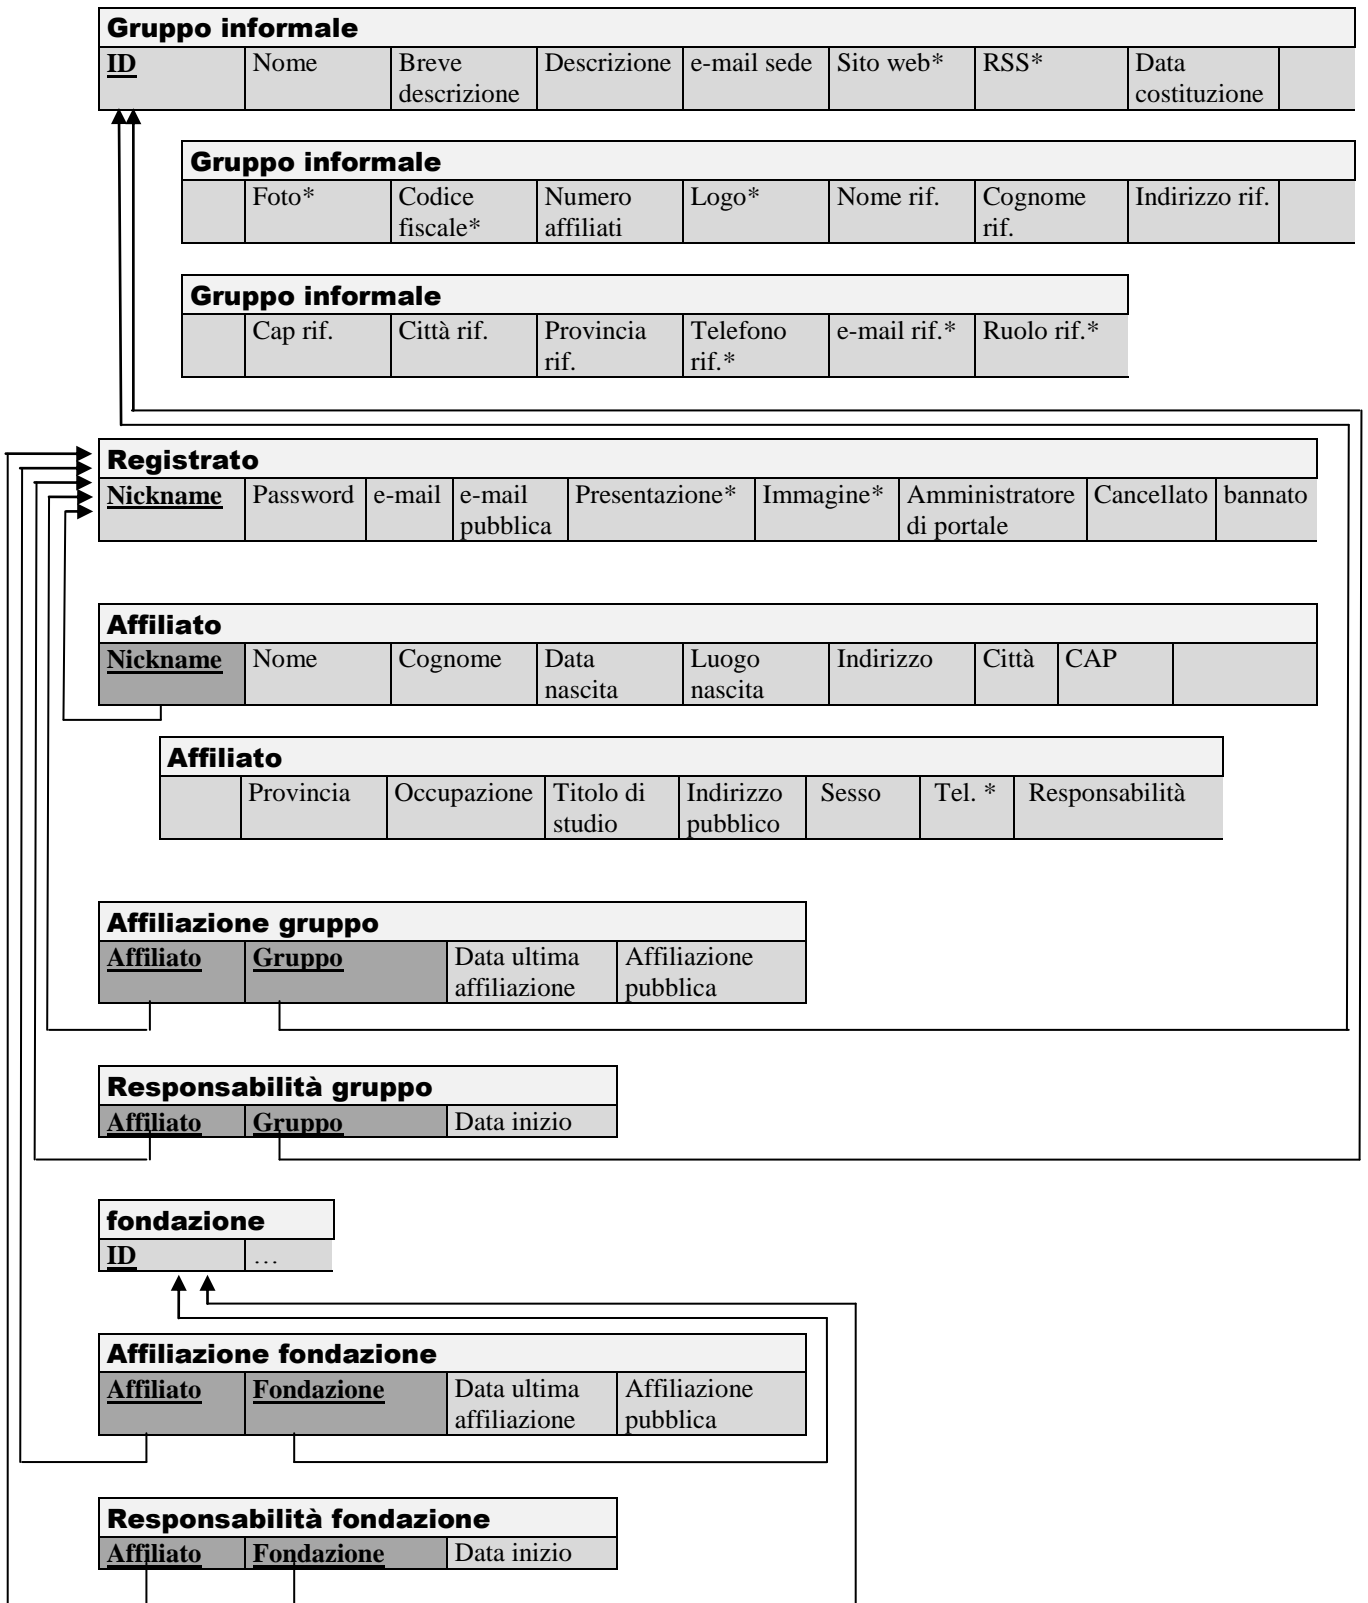 Gruppo informale
ID Nome Breve descrizione Descrizione e-mail sede Sito web* RSS* Data costituzione
Gruppo informale
Foto* Codice fiscale* Numero affiliati Logo* Nome rif. Cognome rif. Indirizzo rif.
Gruppo informale
Cap rif. Città rif. Provincia rif. Telefono rif.* e-mail rif.* Ruolo rif.*
Registrato
Nickname Password e-mail e-mail pubblica Presentazione* Immagine* Amministratore di portale Cancellato bannato
Affiliato
Nickname Nome Cognome Data nascita Luogo nascita Indirizzo Città CAP
Affiliato
Provincia Occupazione Titolo di studio Indirizzo pubblico Sesso Tel. * Responsabilità
Affiliazione gruppo
Affiliato Gruppo Data ultima affiliazione Affiliazione pubblica
Responsabilità gruppo
Affiliato Gruppo Data inizio
fondazione
ID …
Affiliazione fondazione
Affiliato Fondazione Data ultima affiliazione Affiliazione pubblica
Responsabilità fondazione
Affiliato Fondazione Data inizio